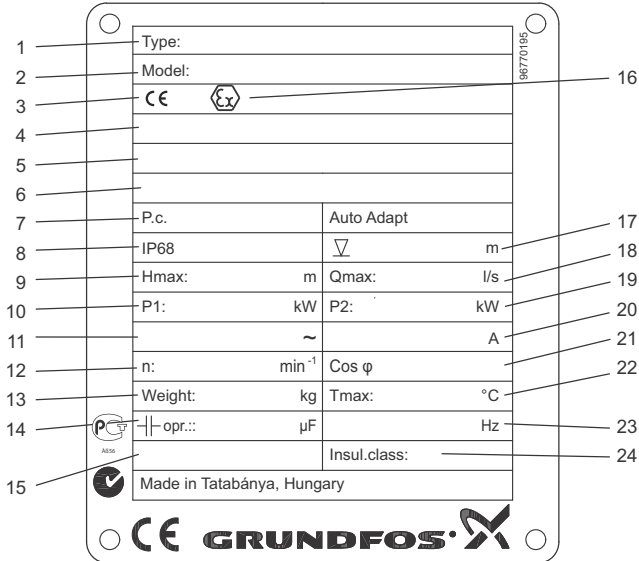 1 Type: 96770195
2 Model:
3 CE Ex 16
4
5
6
7 P.c. Auto Adapt
8 IP68 m 17
9 Hmax: m Qmax: l/s 18
10 P1: kW P2: kW 19
11 ~ A 20
12 n: min⁻¹ Cos φ 21
13 Weight: kg Tmax: °C 22
14 opr.:: µF Hz 23
15 Insul.class: 24
Made in Tatabánya, Hungary
CE GRUNDFOS